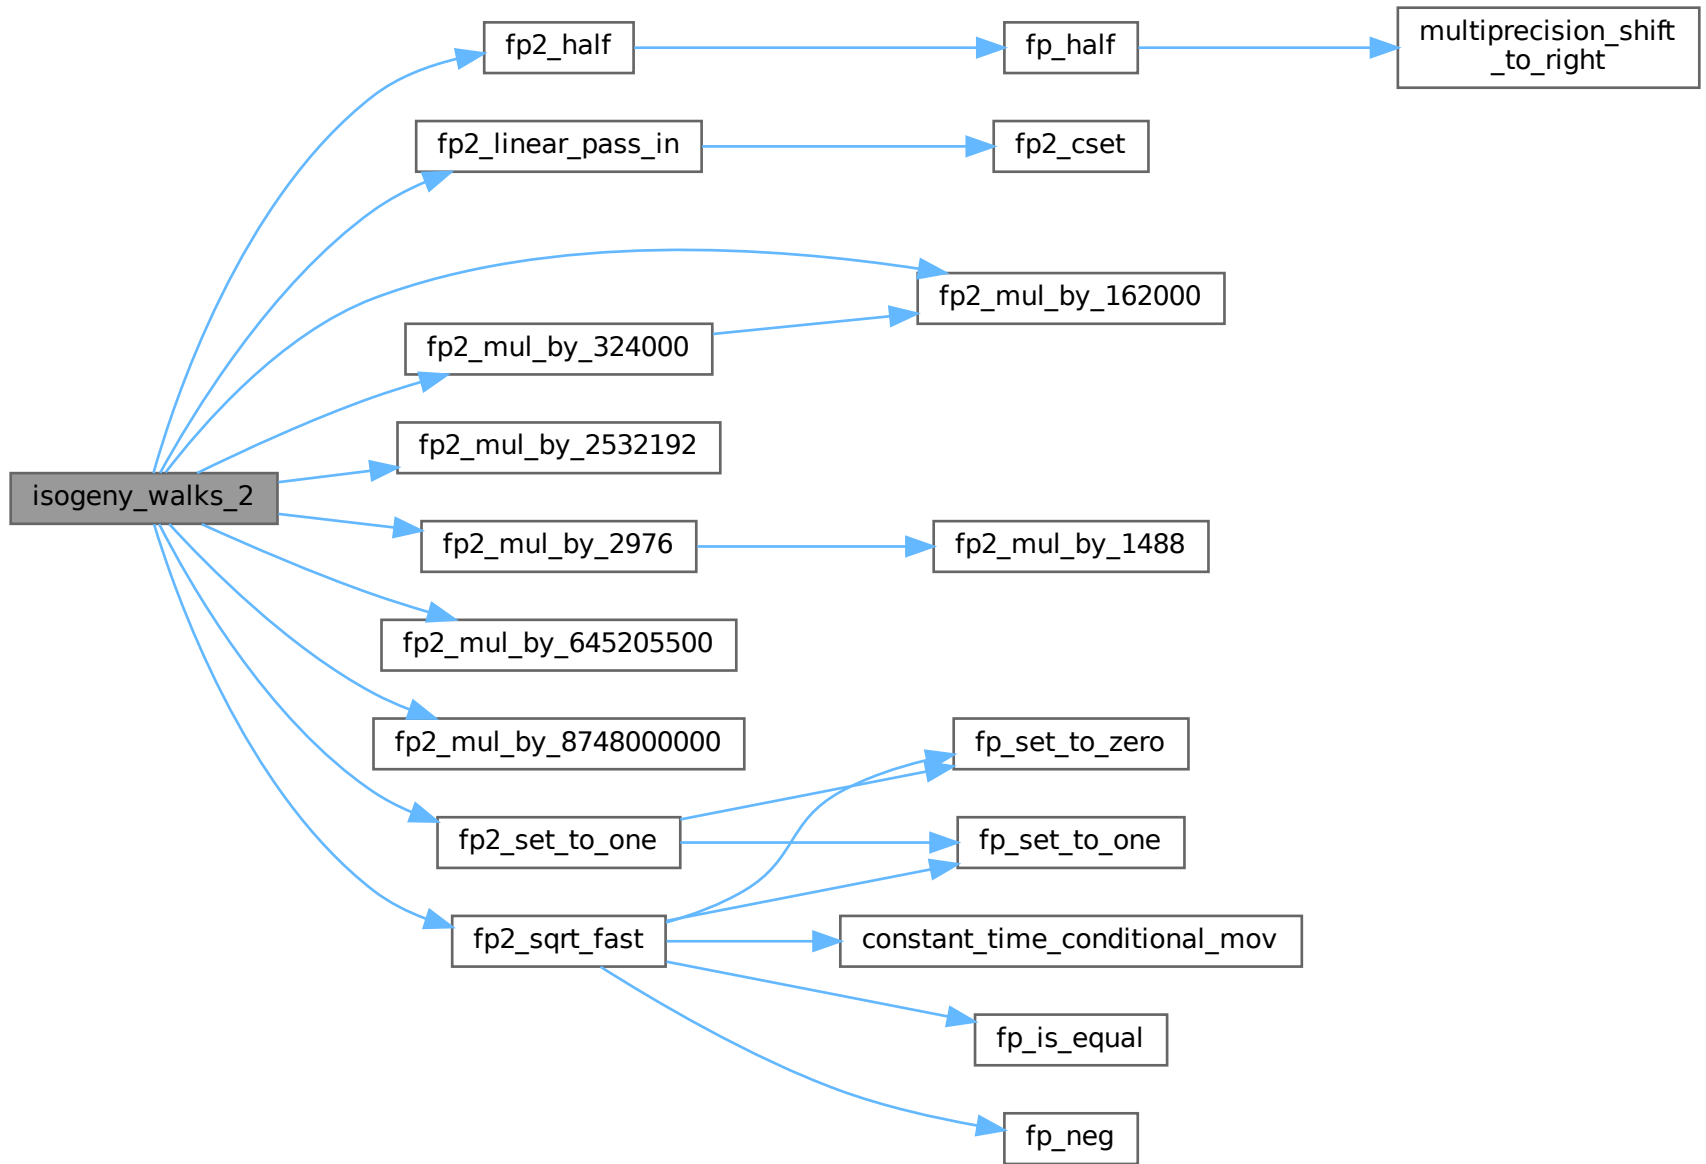 fp2_half
fp_half
multiprecision_shift
_to_right
fp2_linear_pass_in
fp2_cset
fp2_mul_by_162000
fp2_mul_by_324000
fp2_mul_by_2532192
isogeny_walks_2
fp2_mul_by_2976
fp2_mul_by_1488
fp2_mul_by_645205500
fp2_mul_by_8748000000
fp_set_to_zero
fp2_set_to_one
fp_set_to_one
fp2_sqrt_fast
constant_time_conditional_mov
fp_is_equal
fp_neg